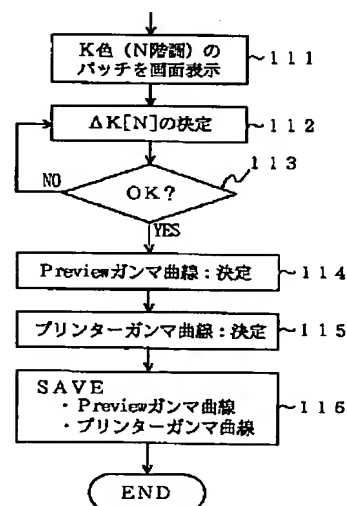 K色（N階調）の
パッチを画面表示
～１１１
ΔK[N]の決定
～１１２
１１３
OK？
NO
YES
Previewガンマ曲線：決定
～１１４
プリンターガンマ曲線：決定
～１１５
ＳＡＶＥ
・Previewガンマ曲線
・プリンターガンマ曲線
～１１６
ＥＮＤ